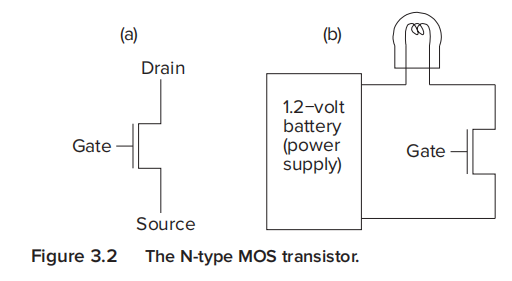 (a)
(b)
Drain
Gate
Source
1.2–volt
battery
(power
supply)
Gate
Figure 3.2 The N-type MOS transistor.